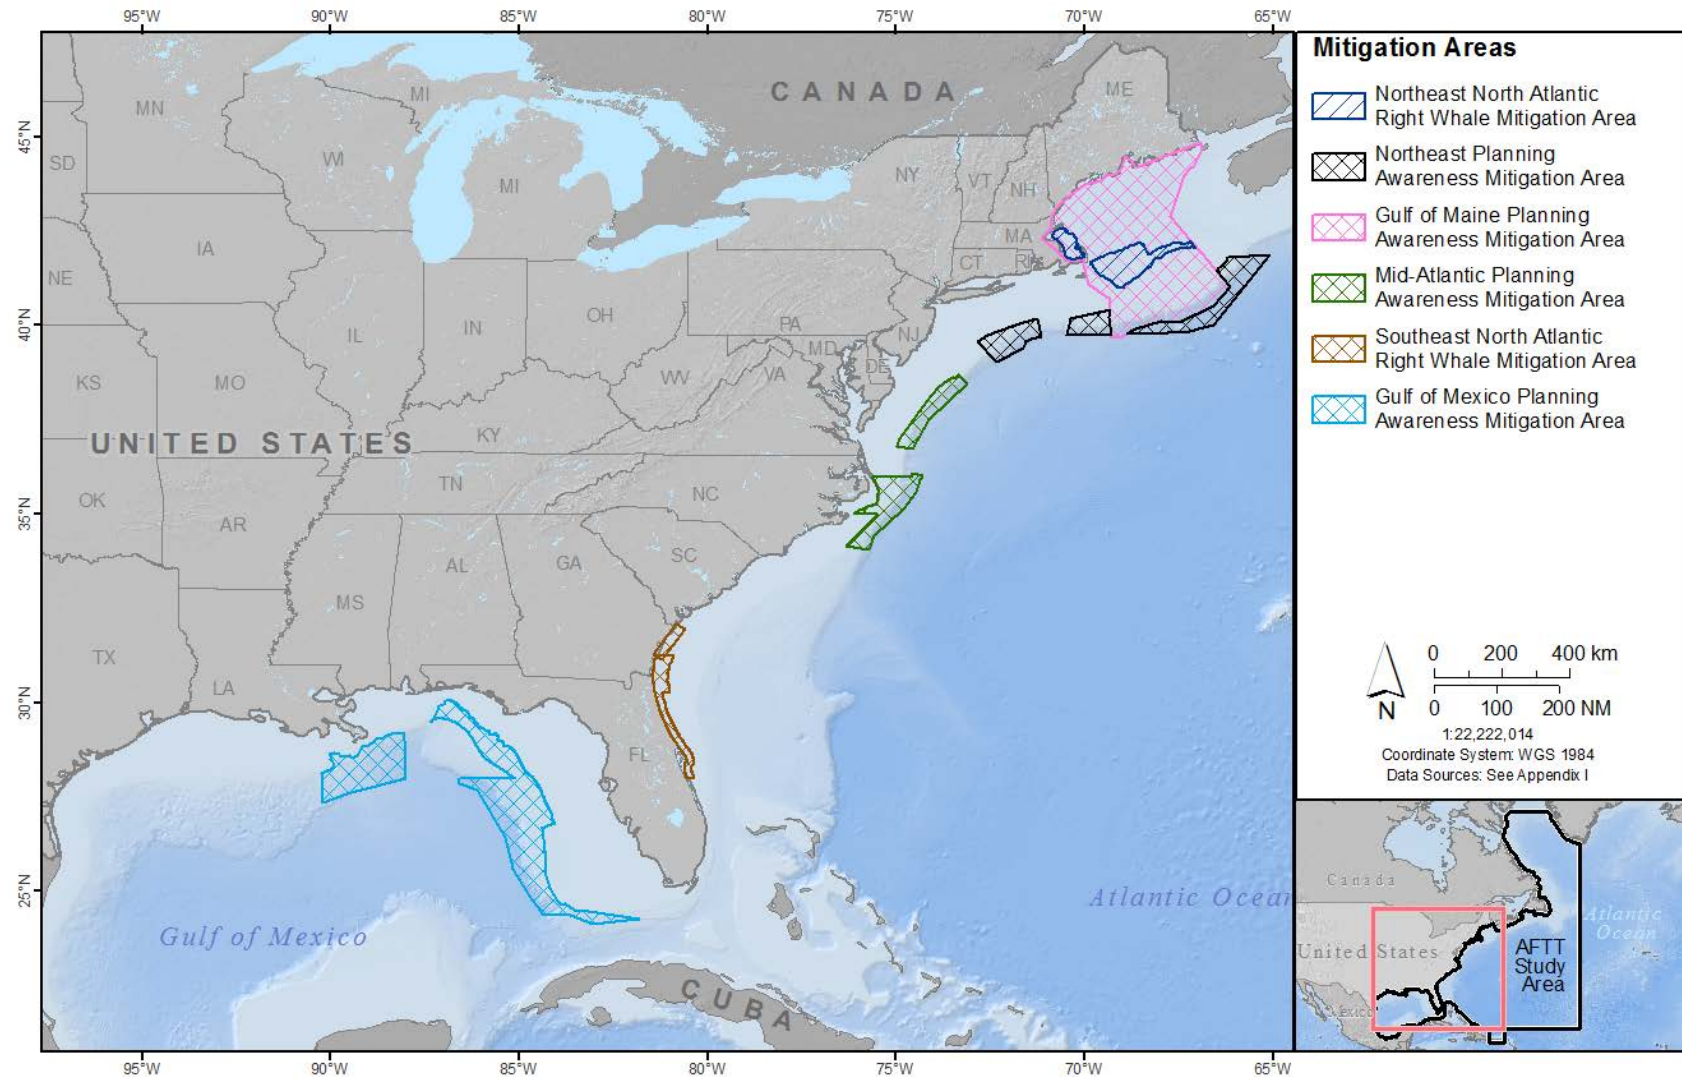 95°W 90°W 85°W 80°W 75°W 70°W 65°W
45°N
40°N
35°N
30°N
25°N
CANADA
UNITED STATES
MN
MI
ME
SD
WI
MI
NY
VT
NH
MA
IA
CT
RI
NE
IL
IN
OH
PA
NJ
MD
DE
KS
MO
WV
VA
KY
OK
TN
NC
AR
SC
MS
AL
GA
TX
LA
FL
Gulf of Mexico
Atlantic Ocean
CUBA
95°W 90°W 85°W 80°W 75°W 70°W 65°W
Mitigation Areas
Northeast North Atlantic
Right Whale Mitigation Area
Northeast Planning
Awareness Mitigation Area
Gulf of Maine Planning
Awareness Mitigation Area
Mid-Atlantic Planning
Awareness Mitigation Area
Southeast North Atlantic
Right Whale Mitigation Area
Gulf of Mexico Planning
Awareness Mitigation Area
0 200 400 km
0 100 200 NM
N
1:22,222,014
Coordinate System: WGS 1984
Data Sources: See Appendix I
Canada
United States
Mexico
Atlantic
Ocean
AFTT
Study
Area